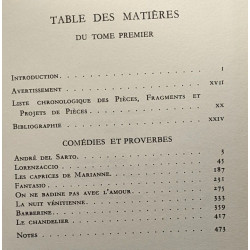 TABLE DES MATIÈRES
DU TOME PREMIER
INTRODUCTION I
AVERTISSEMENT XVII
LISTE CHRONOLOGIQUE DES PIÈCES, FRAGMENTS ET
PROJETS DE PIÈCES XX
BIBLIOGRAPHIE XXIV
COMÉDIES ET PROVERBES
ANDRÉ DEL SARTO 5
LORENZACCIO 45
LES CAPRICES DE MARIANNE 187
FANTASIO 231
ON NE BADINE PAS AVEC L'AMOUR 273
LA NUIT VÉNITIENNE 333
BARBERINE 359
LE CHANDELIER 417
NOTES 473